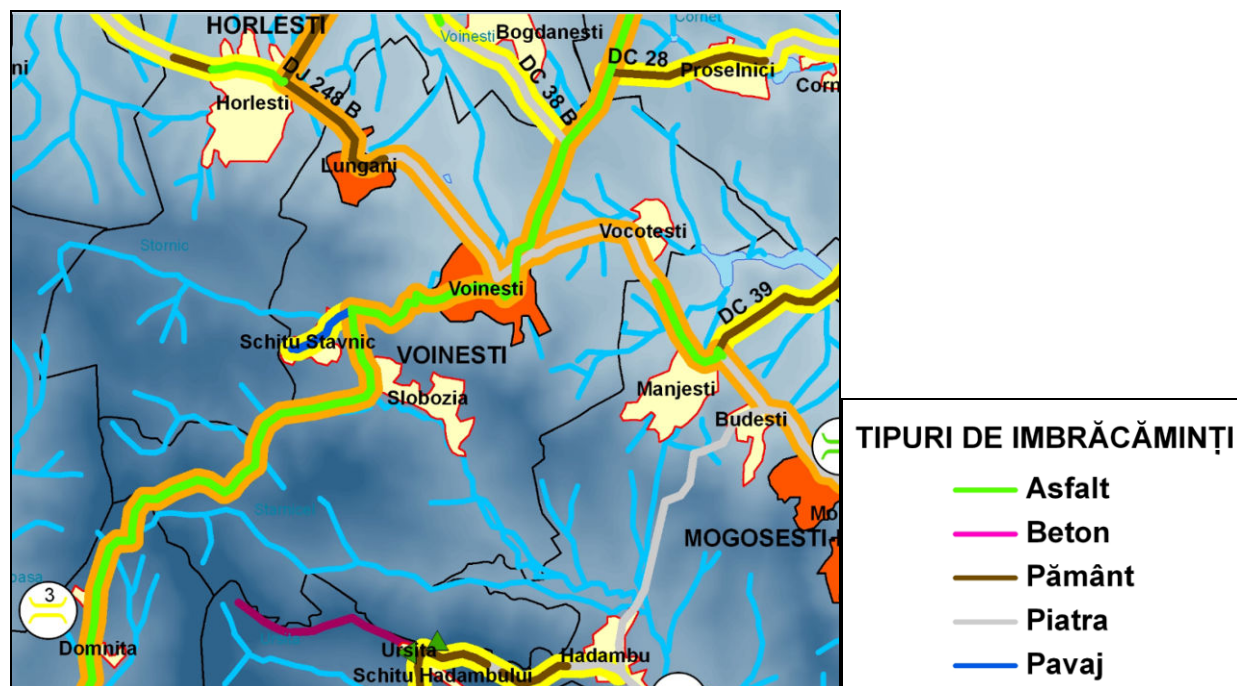 HORLESTI
Cornet
Voinesti
Bogdanesti
DC 28
Proselnici
ni
DJ 248 B
DC 38 B
Corn
Horlesti
Lungani
Vocotesti
Stornic
Voinesti
DC 39
Schitu Stavnic
VOINESTI
Manjesti
Slobozia
Budesti
Mo
MOGOSESTI-
basa
3
Domnita
Ursita
Hadambu
Schitu Hadambului
TIPURI DE IMBRĂCĂMINȚI
Asfalt
Beton
Pământ
Piatra
Pavaj